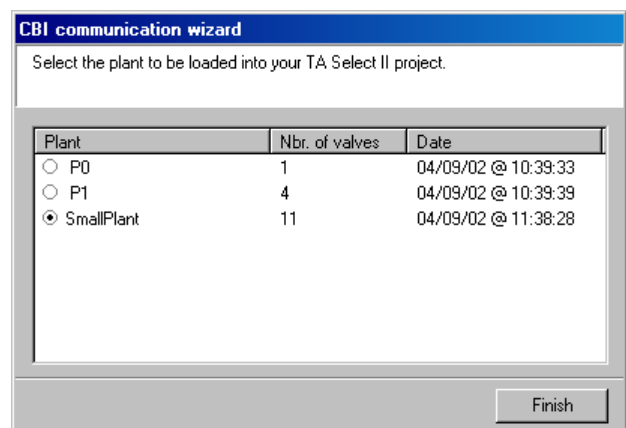 CBI communication wizard
Select the plant to be loaded into your TA Select II project.
Plant Nbr. of valves Date
P0 1 04/09/02 @ 10:39:33
P1 4 04/09/02 @ 10:39:39
SmallPlant 11 04/09/02 @ 11:38:28
Finish